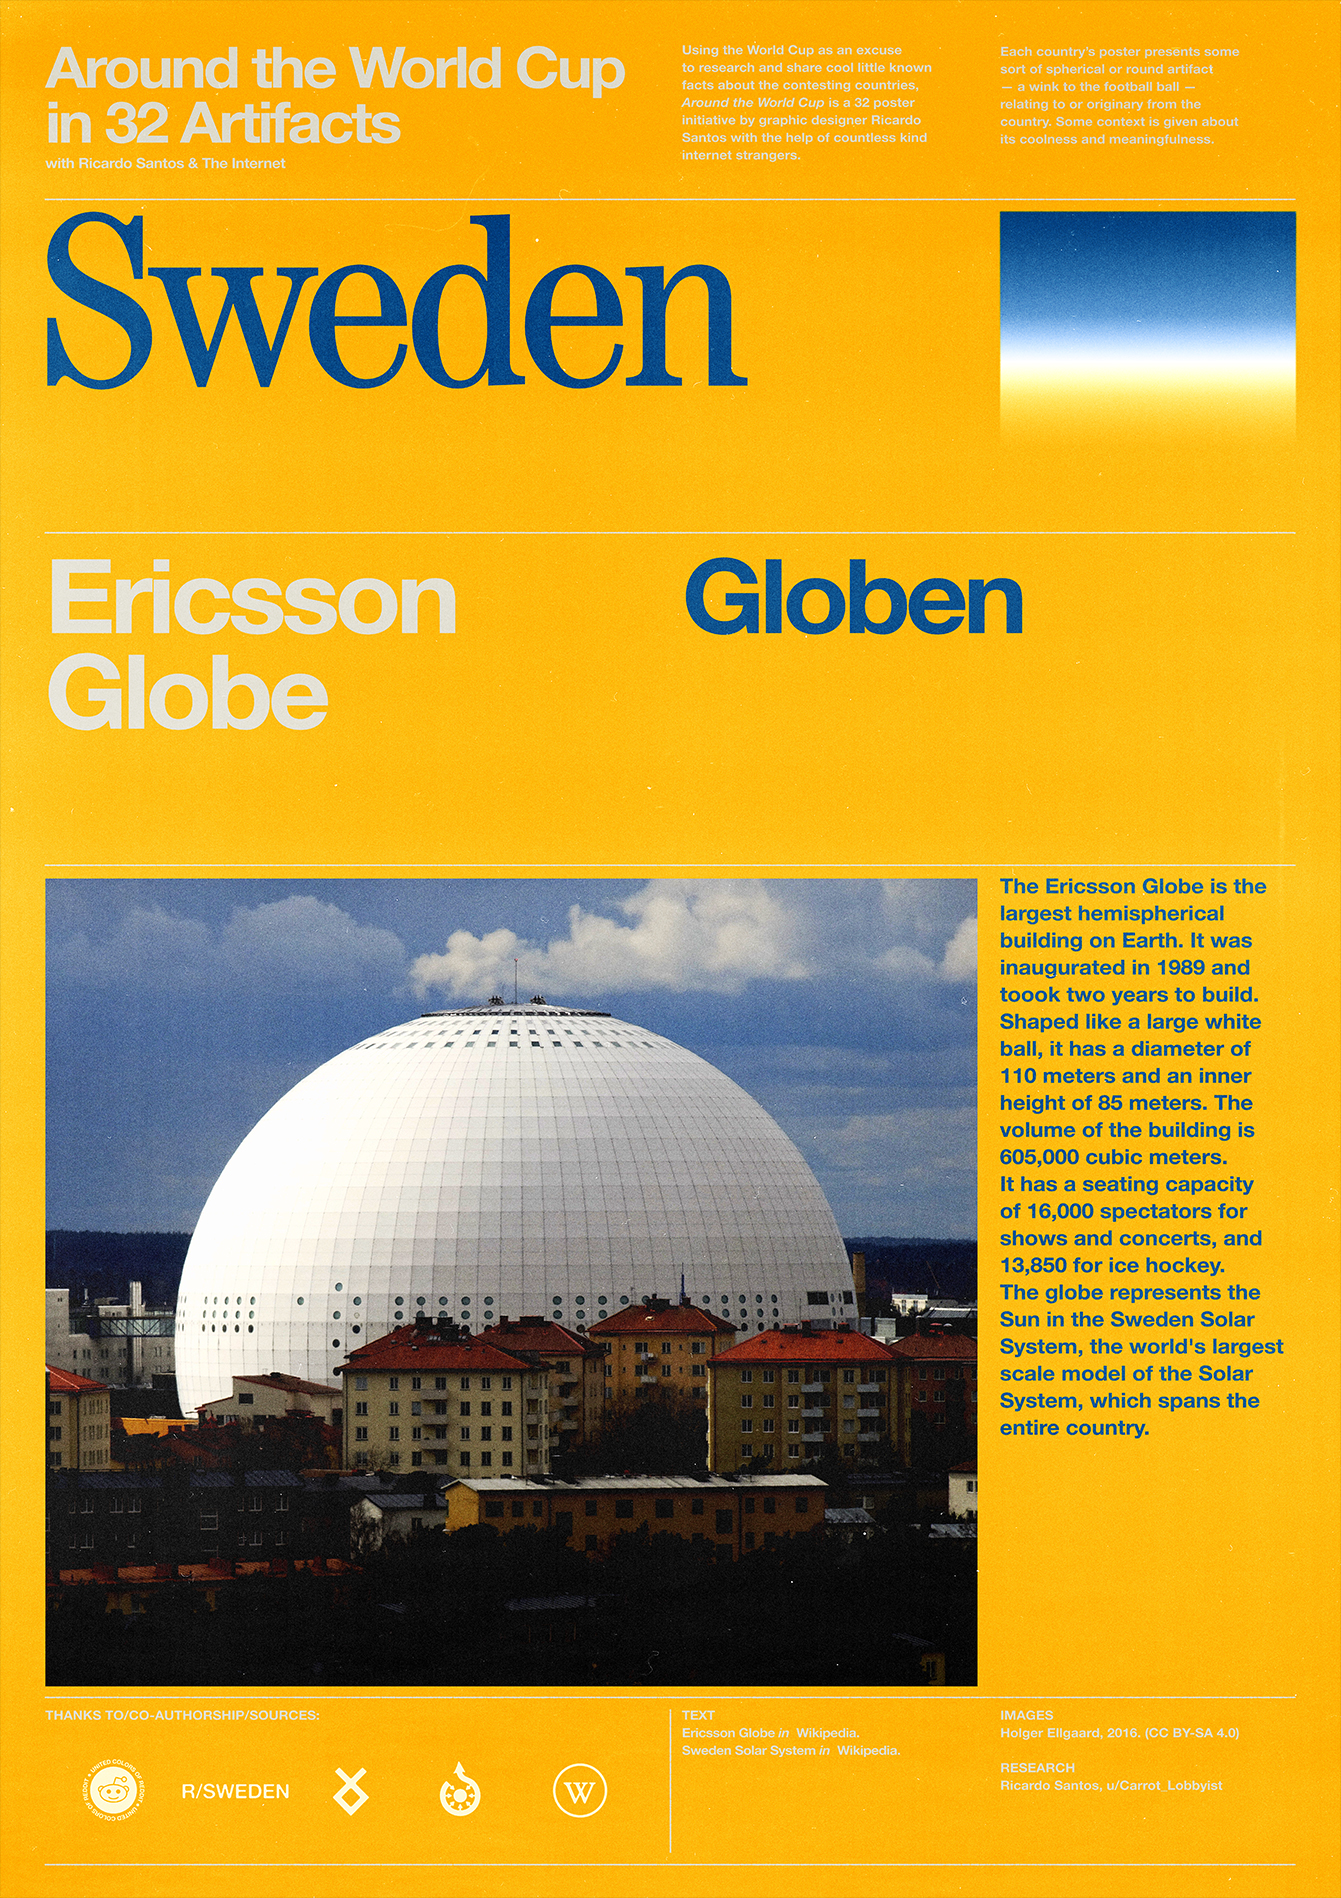 Around the World Cup
in 32 Artifacts
with Ricardo Santos & The Internet
Using the World Cup as an excuse
to research and share cool little known
facts about the contesting countries,
Around the World Cup is a 32 poster
initiative by graphic designer Ricardo
Santos with the help of countless kind
internet strangers.
Each country's poster presents some
sort of spherical or round artifact
— a wink to the football ball —
relating to or originary from the
country. Some context is given about
its coolness and meaningfulness.
Sweden
Ericsson
Globe
Globen
The Ericsson Globe is the
largest hemispherical
building on Earth. It was
inaugurated in 1989 and
toook two years to build.
Shaped like a large white
ball, it has a diameter of
110 meters and an inner
height of 85 meters. The
volume of the building is
605,000 cubic meters.
It has a seating capacity
of 16,000 spectators for
shows and concerts, and
13,850 for ice hockey.
The globe represents the
Sun in the Sweden Solar
System, the world's largest
scale model of the Solar
System, which spans the
entire country.
THANKS TO/CO-AUTHORSHIP/SOURCES:
UNITED COLORS OF REDDIT • UNITED COLORS OF REDDIT •
R/SWEDEN
W
TEXT
Ericsson Globe in Wikipedia.
Sweden Solar System in Wikipedia.
IMAGES
Holger Ellgaard, 2016. (CC BY-SA 4.0)
RESEARCH
Ricardo Santos, u/Carrot_Lobbyist